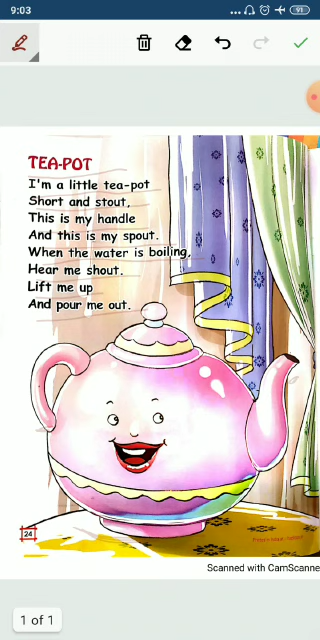 9:03
91
TEA-POT
I'm a little tea-pot
Short and stout,
This is my handle
And this is my spout.
When the water is boiling,
Hear me shout.
Lift me up
And pour me out.
24
Scanned with CamScanne
1 of 1